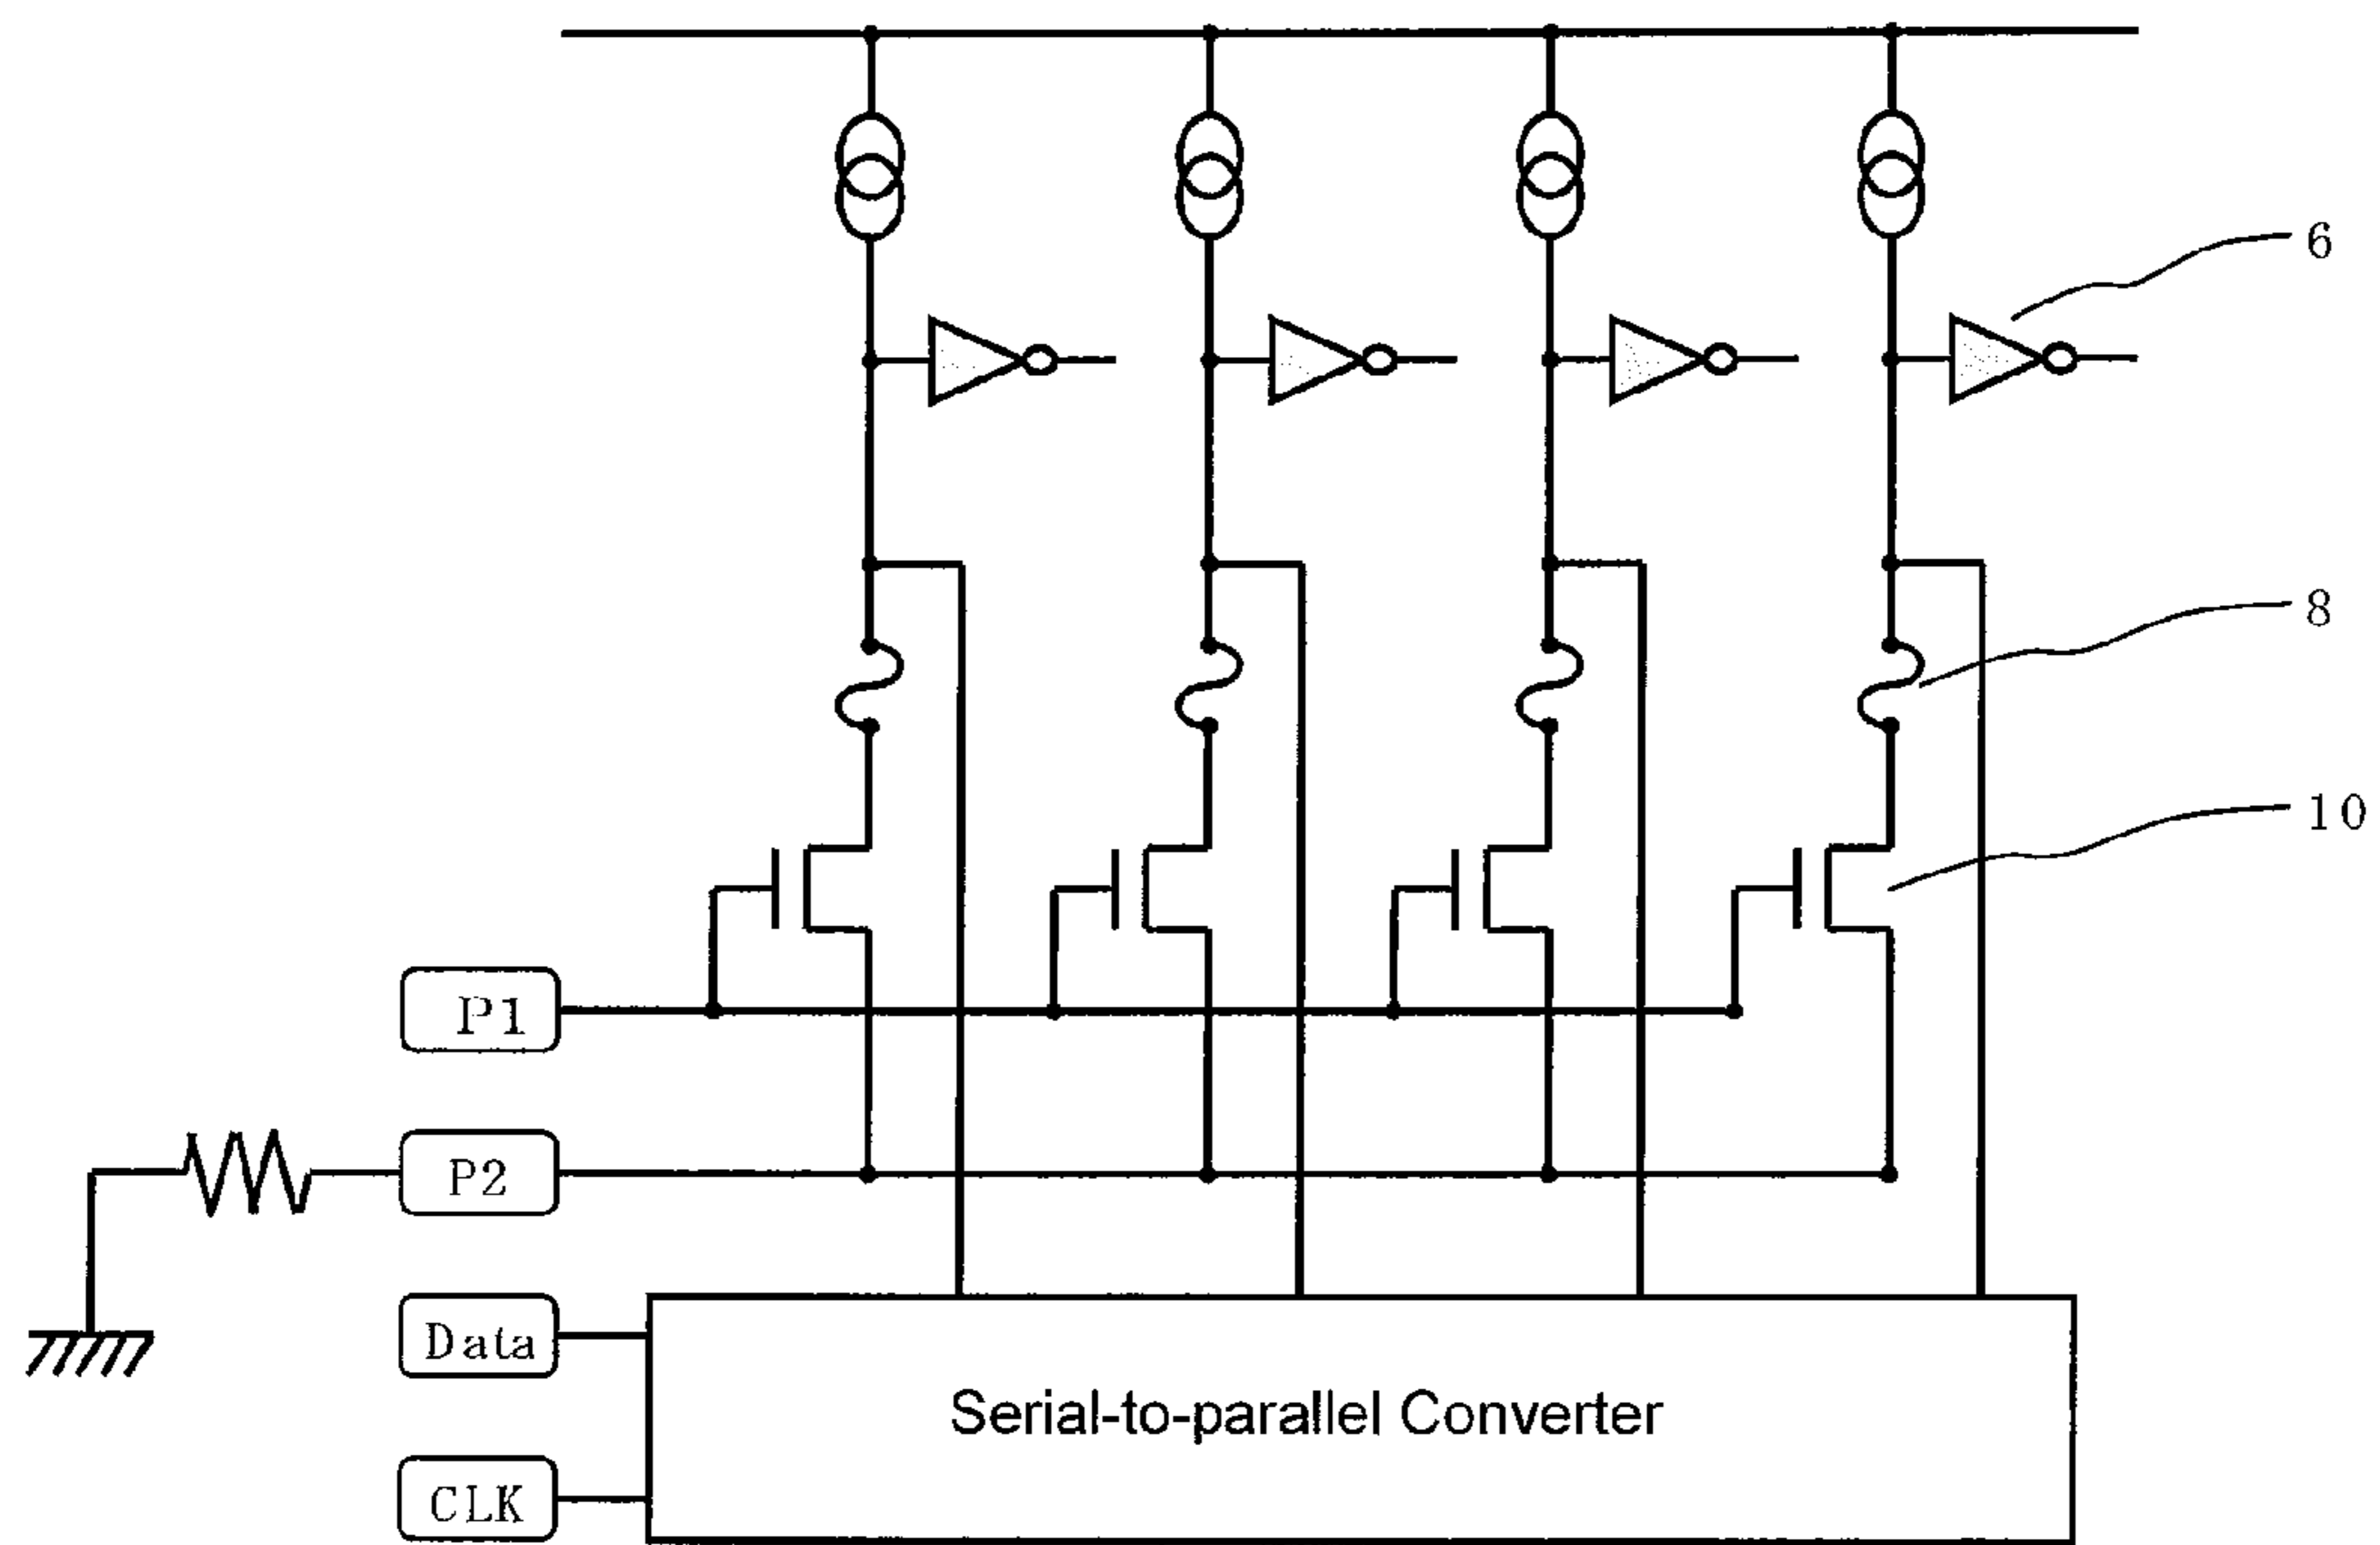 6
8
10
P1
P2
Data
Serial-to-parallel Converter
CLK